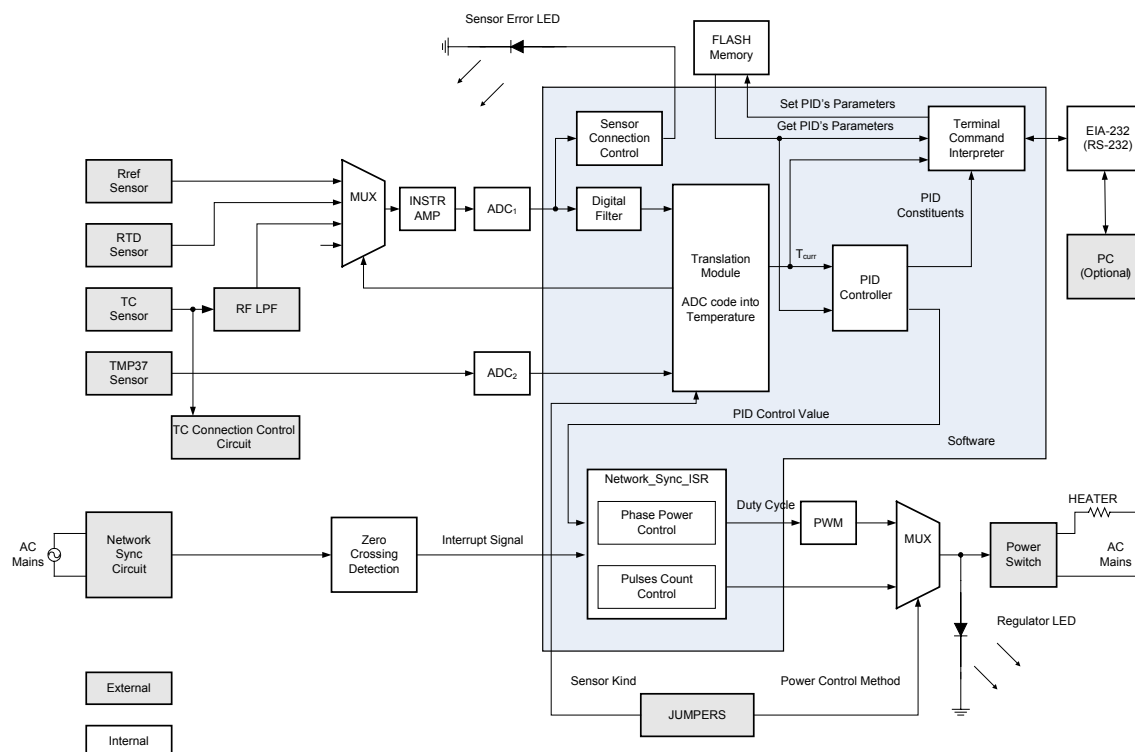 Sensor Error LED
FLASH
Memory
Set PID's Parameters
Get PID's Parameters
Sensor
Connection
Control
Terminal
Command
Interpreter
EIA-232
(RS-232)
Rref
Sensor
MUX
INSTR
AMP
ADC1
Digital
Filter
PID
Constituents
RTD
Sensor
Translation
Module
ADC code into
Temperature
Tcurr
PID
Controller
PC
(Optional)
TC
Sensor
RF LPF
TMP37
Sensor
ADC2
PID Control Value
TC Connection Control
Circuit
Software
Network_Sync_ISR
Phase Power
Control
Duty Cycle
PWM
MUX
HEATER
AC
Mains
Network
Sync
Circuit
Zero
Crossing
Detection
Interrupt Signal
Pulses Count
Control
Power
Switch
AC
Mains
Regulator LED
External
Sensor Kind
Power Control Method
JUMPERS
Internal